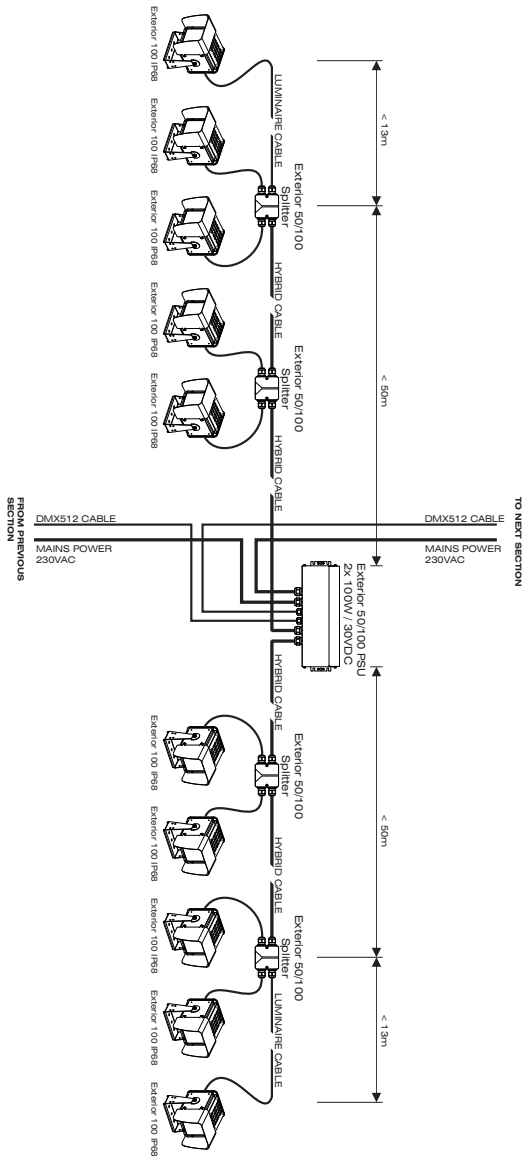 TO NEXT SECTION
< 13m
< 50m
< 50m
< 13m
DMX512 CABLE
MAINS POWER
230VAC
Exterior 50/100 PSU
2x 100W / 30VDC
LUMINAIRE CABLE
Exterior 50/100
Splitter
HYBRID CABLE
Exterior 50/100
Splitter
HYBRID CABLE
HYBRID CABLE
Exterior 50/100
Splitter
HYBRID CABLE
Exterior 50/100
Splitter
LUMINAIRE CABLE
Exterior 100 IP68
Exterior 100 IP68
Exterior 100 IP68
Exterior 100 IP68
Exterior 100 IP68
DMX512 CABLE
MAINS POWER
230VAC
FROM PREVIOUS
SECTION
Exterior 100 IP68
Exterior 100 IP68
Exterior 100 IP68
Exterior 100 IP68
Exterior 100 IP68